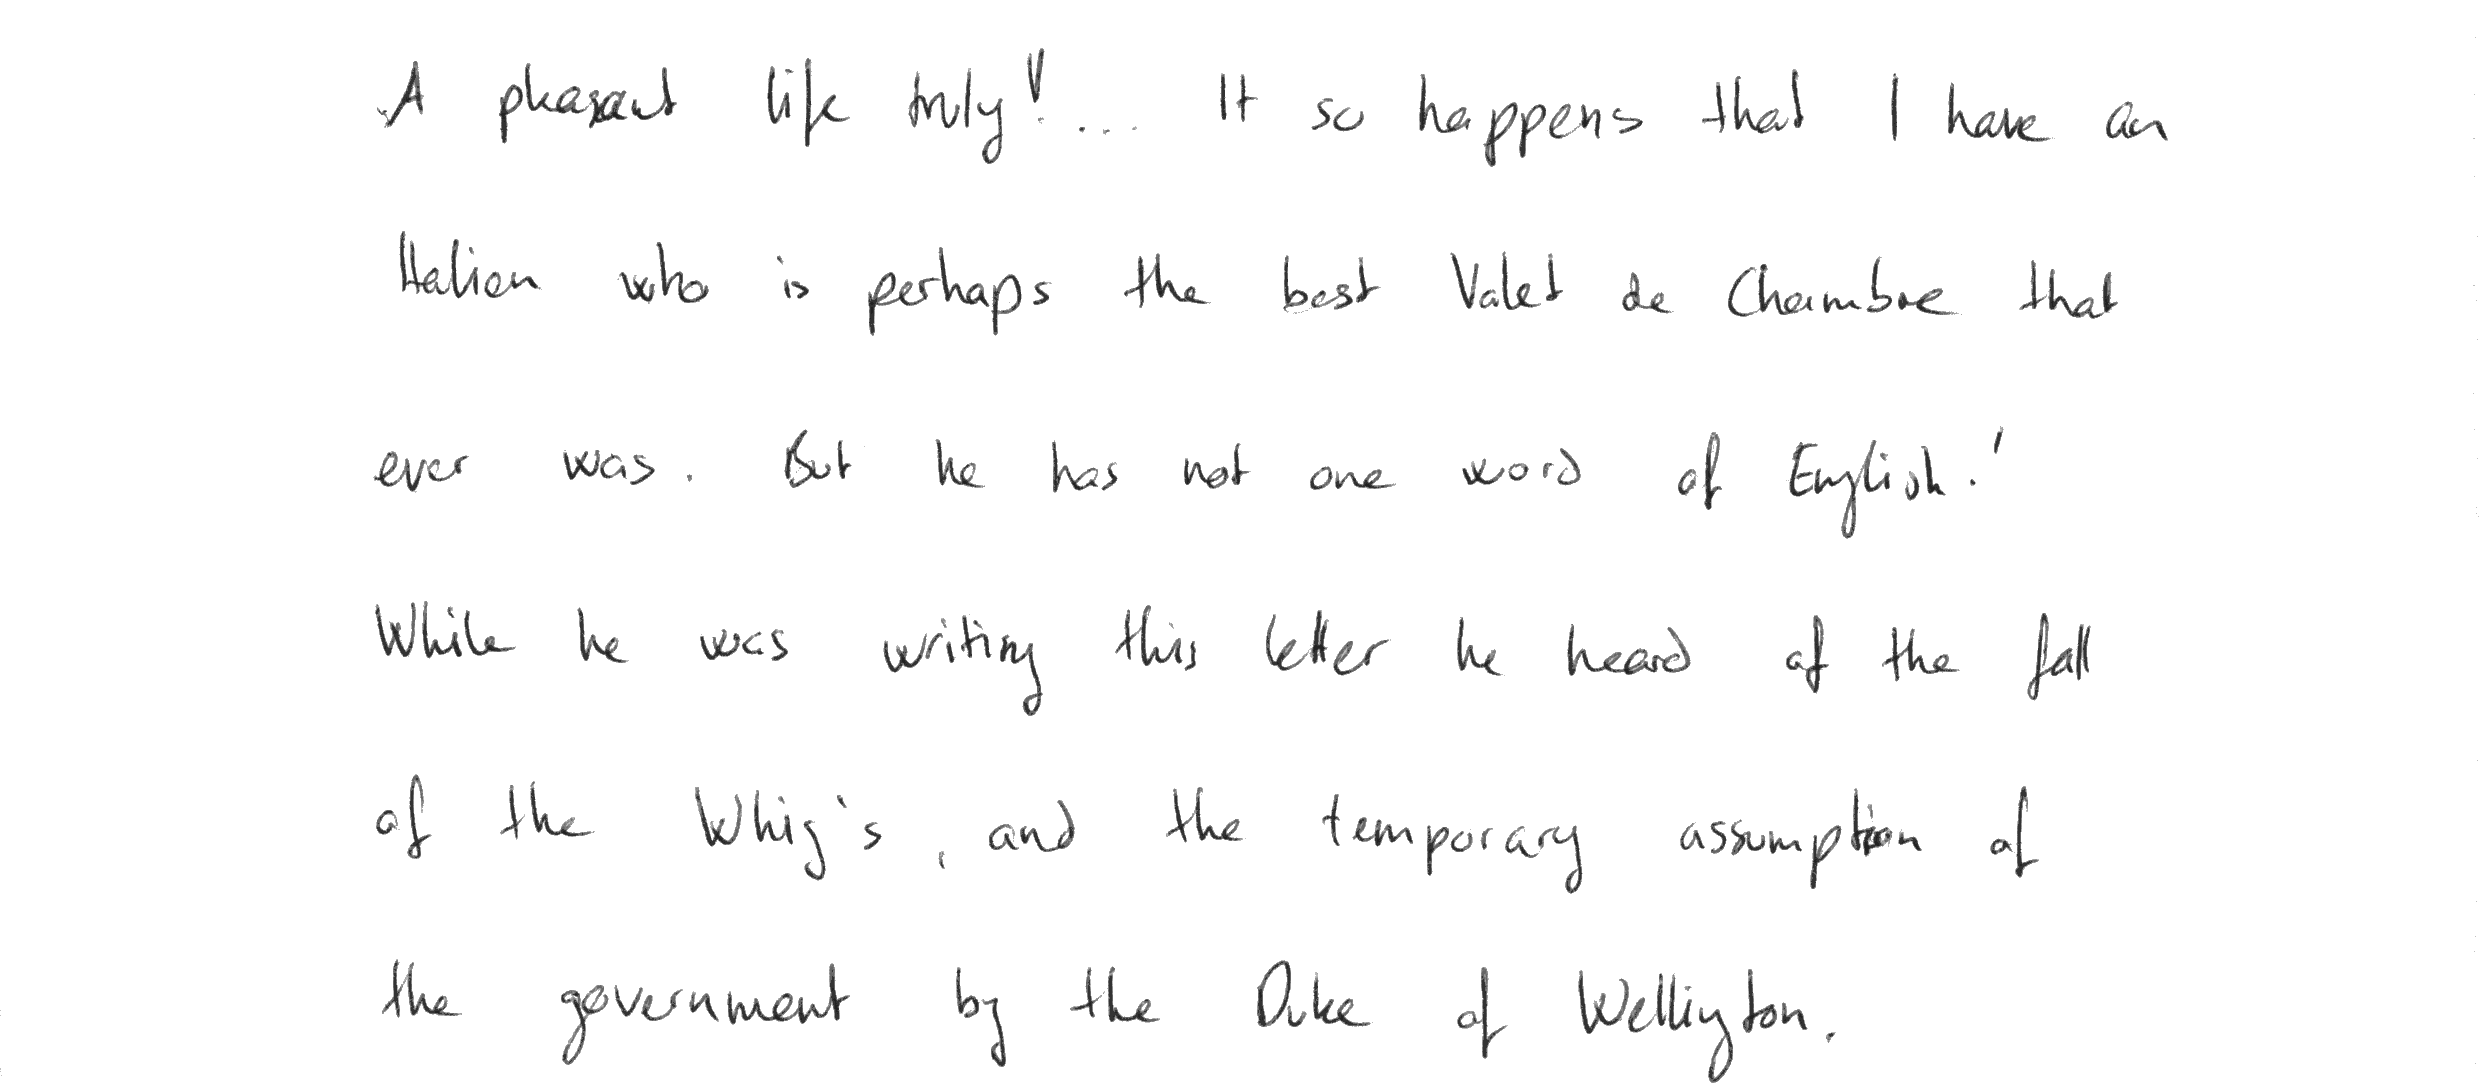 A pleasant life truly!... It so happens that I have an
Italian who is perhaps the best Valet de Chambre that
ever was. But he has not one word of English.'
While he was writing this letter he heard of the fall
of the Whig's, and the temporary assumption of
the government by the Duke of Wellington.